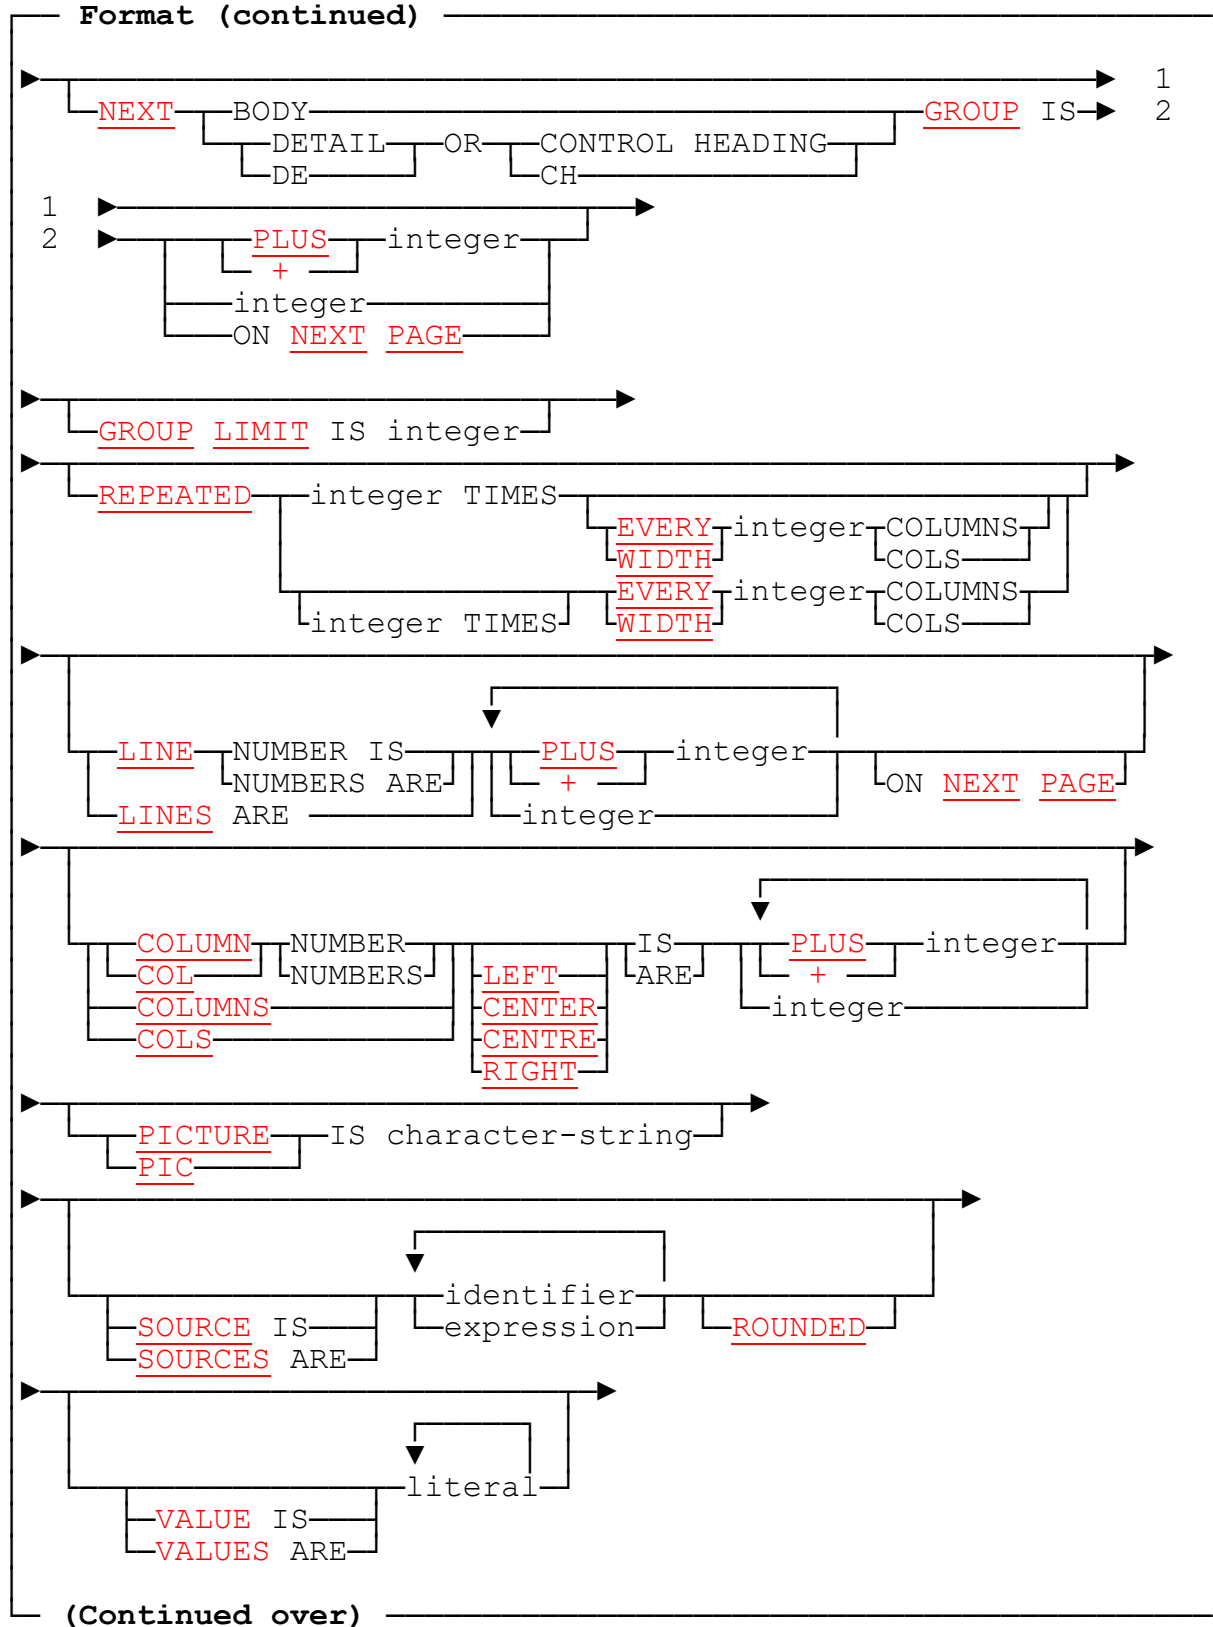 Format (continued)
1
NEXT BODY GROUP IS 2
DETAIL OR CONTROL HEADING
DE CH
1
2 PLUS integer
+
integer
ON NEXT PAGE
GROUP LIMIT IS integer
REPEATED integer TIMES
EVERY integer COLUMNS
WIDTH COLS
EVERY integer COLUMNS
integer TIMES WIDTH COLS
LINE NUMBER IS PLUS integer
NUMBERS ARE + ON NEXT PAGE
LINES ARE integer
COLUMN NUMBER IS PLUS integer
COL NUMBERS LEFT ARE +
COLUMNS CENTER integer
COLS CENTRE
RIGHT
PICTURE IS character-string
PIC
identifier
SOURCE IS expression ROUNDED
SOURCES ARE
literal
VALUE IS
VALUES ARE
(Continued over)